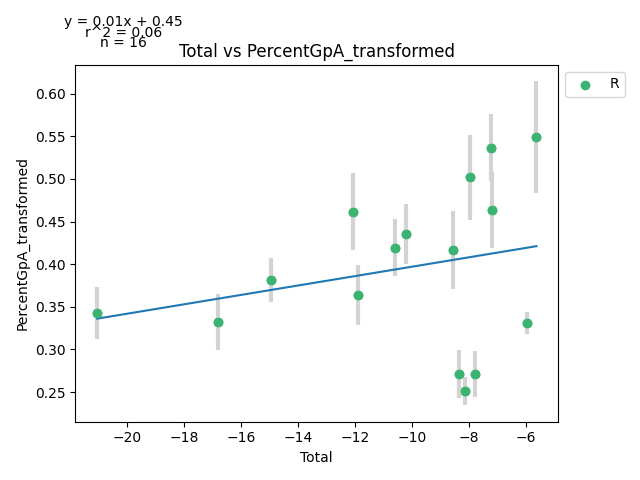 y = 0.01x + 0.45
r^2 = 0.06
n = 16
Total vs PercentGpA_transformed
R
PercentGpA_transformed
0.60
0.55
0.50
0.45
0.40
0.35
0.30
0.25
−20 −18 −16 −14 −12 −10 −8 −6
Total